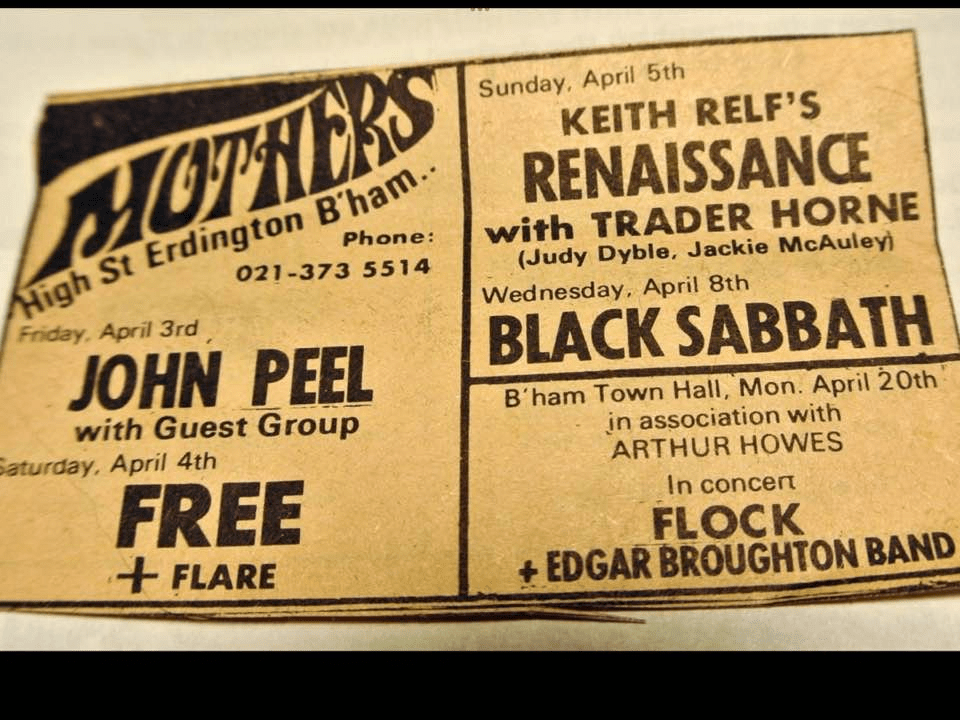 MOTHERS
High St Erdington B'ham..
Phone:
021-373 5514
Friday, April 3rd
JOHN PEEL
with Guest Group
Saturday, April 4th
FREE
+ FLARE
Sunday, April 5th
KEITH RELF'S
RENAISSANCE
with TRADER HORNE
(Judy Dyble, Jackie McAuley)
Wednesday, April 8th
BLACK SABBATH
B'ham Town Hall, Mon. April 20th
in association with
ARTHUR HOWES
In concert
FLOCK
+ EDGAR BROUGHTON BAND